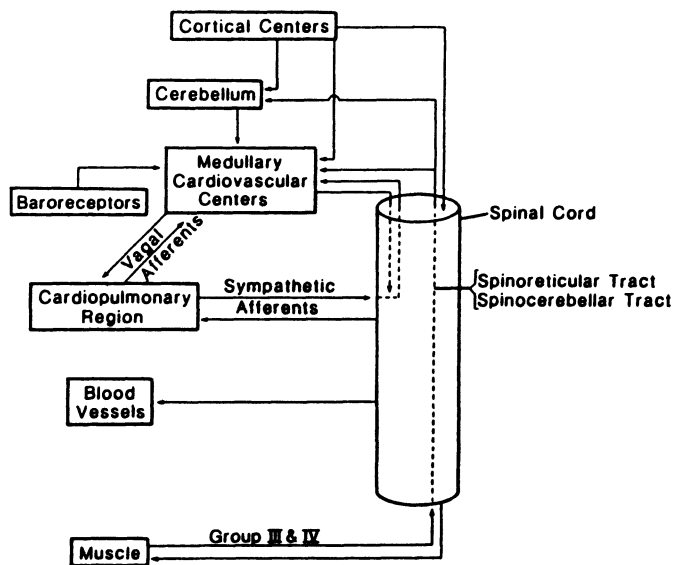 Cortical Centers
Cerebellum
Medullary
Cardiovascular
Centers
Baroreceptors
Spinal Cord
Vagal
Afferents
Sympathetic
Afferents
Cardiopulmonary
Region
Spinoreticular Tract
Spinocerebellar Tract
Blood
Vessels
Group III & IV
Muscle